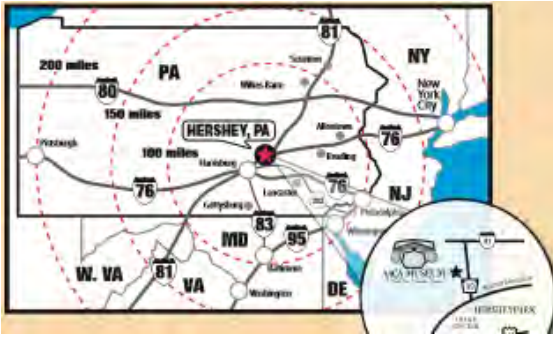 81
NY
200 miles
PA
Scranton
Wilkes Barre
New
York
City
80
150 miles
HERSHEY, PA
Allentown
76
Pittsburgh
100 miles
Harrisburg
Reading
76
Lancaster
76
NJ
Gettysburg
Philadelphia
83
MD
95
Wilmington
W. VA
81
VA
Baltimore
DE
Washington
81
AACA MUSEUM
HERSHEYPARK